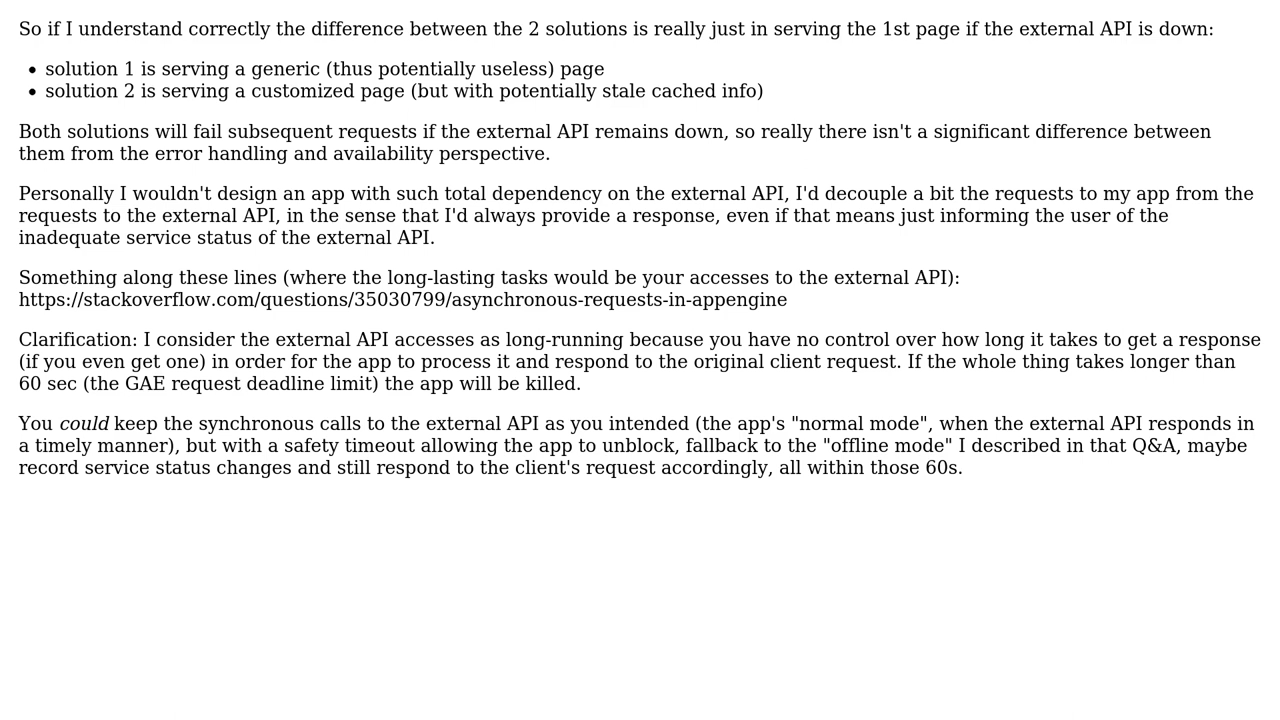 So if I understand correctly the difference between the 2 solutions is really just in serving the 1st page if the external API is down:
• solution 1 is serving a generic (thus potentially useless) page
• solution 2 is serving a customized page (but with potentially stale cached info)
Both solutions will fail subsequent requests if the external API remains down, so really there isn't a significant difference between
them from the error handling and availability perspective.
Personally I wouldn't design an app with such total dependency on the external API, I'd decouple a bit the requests to my app from the
requests to the external API, in the sense that I'd always provide a response, even if that means just informing the user of the
inadequate service status of the external API.
Something along these lines (where the long-lasting tasks would be your accesses to the external API):
https://stackoverflow.com/questions/35030799/asynchronous-requests-in-appengine
Clarification: I consider the external API accesses as long-running because you have no control over how long it takes to get a response
(if you even get one) in order for the app to process it and respond to the original client request. If the whole thing takes longer than
60 sec (the GAE request deadline limit) the app will be killed.
You could keep the synchronous calls to the external API as you intended (the app's "normal mode", when the external API responds in
a timely manner), but with a safety timeout allowing the app to unblock, fallback to the "offline mode" I described in that Q&A, maybe
record service status changes and still respond to the client's request accordingly, all within those 60s.